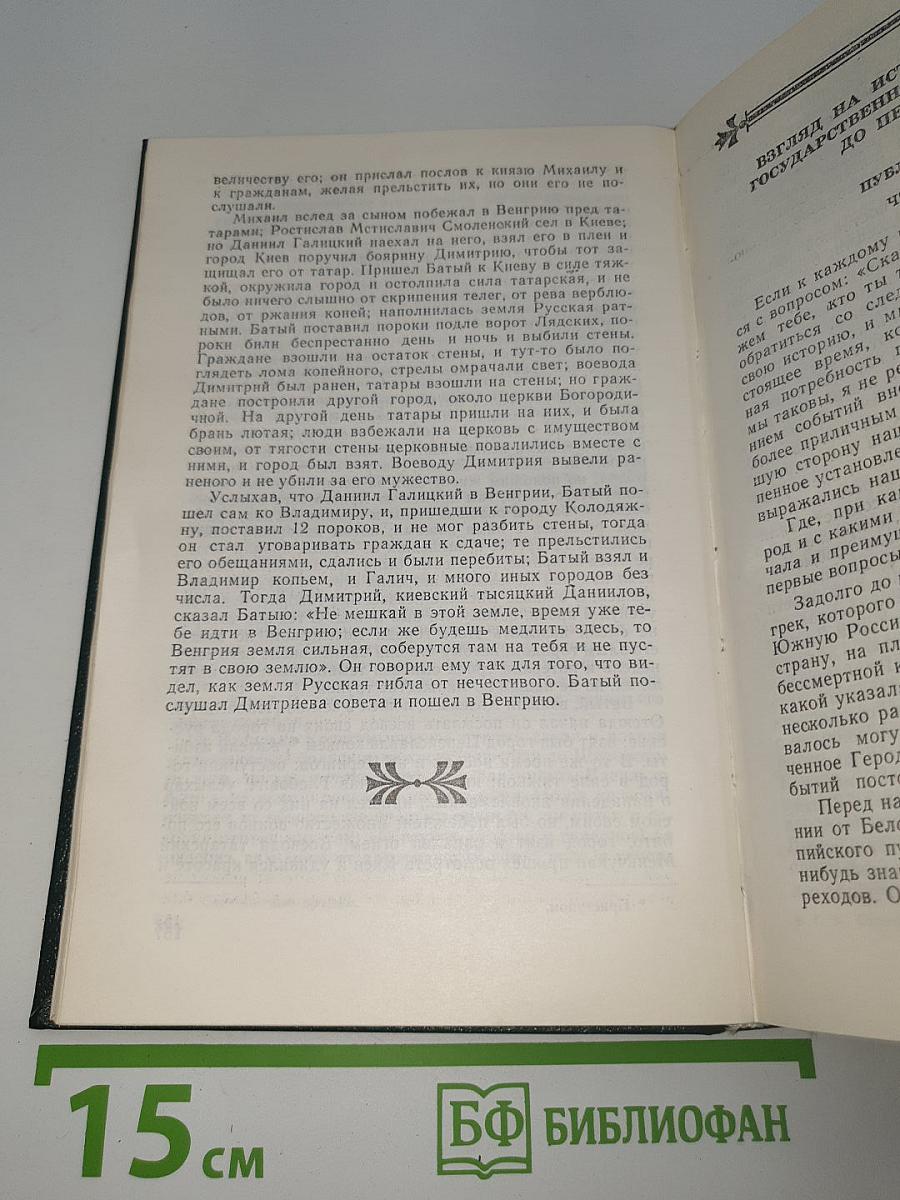 величеству его; он прислал послов к князю Михаилу и
к гражданам, желая прельстить их, но они его не по-
слушали.
Михаил вслед за сыном побежал в Венгрию пред та-
тарами; Ростислав Мстиславич Смоленский сел в Киеве;
но Даниил Галицкий наехал на него, взял его в плен и
город Киев поручил боярину Димитрию, чтобы тот за-
щищал его от татар. Пришел Батый к Киеву в силе тяж-
кой, окружила город и остолпила сила татарская, и не
было ничего слышно от скрипения телег, от рева верблю-
дов, от ржания коней; наполнилась земля Русская рат-
ными. Батый поставил пороки подле ворот Лядских, по-
роки били беспрестанно день и ночь и выбили стены.
Граждане взошли на остаток стены, и тут-то было по-
глядеть лома копейного, стрелы омрачали свет; воевода
Димитрий был ранен, татары взошли на стены; но граж-
дане построили другой город, около церкви Богороди-
чной. На другой день татары пришли на них, и была
брань лютая; люди взбежали на церковь с имуществом
своим, от тягости стены церковные повалились вместе с
ними, и город был взят. Воеводу Димитрия вывели ра-
неного и не убили за его мужество.
Услыхав, что Даниил Галицкий в Венгрии, Батый по-
шел сам ко Владимиру, и, пришедши к городу Колодяж-
ну, поставил 12 пороков, и не мог разбить стены, тогда
он стал уговаривать граждан к сдаче; те прельстились
его обещаниями, сдались и были перебиты; Батый взял и
Владимир копьем, и Галич, и много иных городов без
числа. Тогда Димитрий, киевский тысяцкий Даниилов,
сказал Батыю: «Не мешкай в этой земле, время уже те-
бе идти в Венгрию; если же будешь медлить здесь, то
Венгрия земля сильная, соберутся там на тебя и не пус-
тят в свою землю». Он говорил ему так для того, что ви-
дел, как земля Русская гибла от нечестивого. Батый по-
слушал Дмитриева совета и пошел в Венгрию.
ВЗГЛЯД НА ИСТ
ГОСУДАРСТВЕНН
ДО ПЕ
ПУБЛ
Ч
Если к каждому
ся с вопросом: «Ска
жем тебе, кто ты т
обратиться со след
свою историю, и м
стоящее время, ко
ная потребность
мы таковы, я не ре
нием событий вне
более приличным
шую сторону наш
пенное установле
выражались наш
Где, при ка
род и с какими
чала и преимущ
первые вопросы
Задолго до
грек, которого
Южную Росси
страну, на пл
бессмертной к
какой указал
несколько ра
валось могу
ченное Герод
бытий посто
Перед на
нии от Бело
пийского пу
нибудь зна
реходов. О
15 см
БФ БИБЛИОФАН